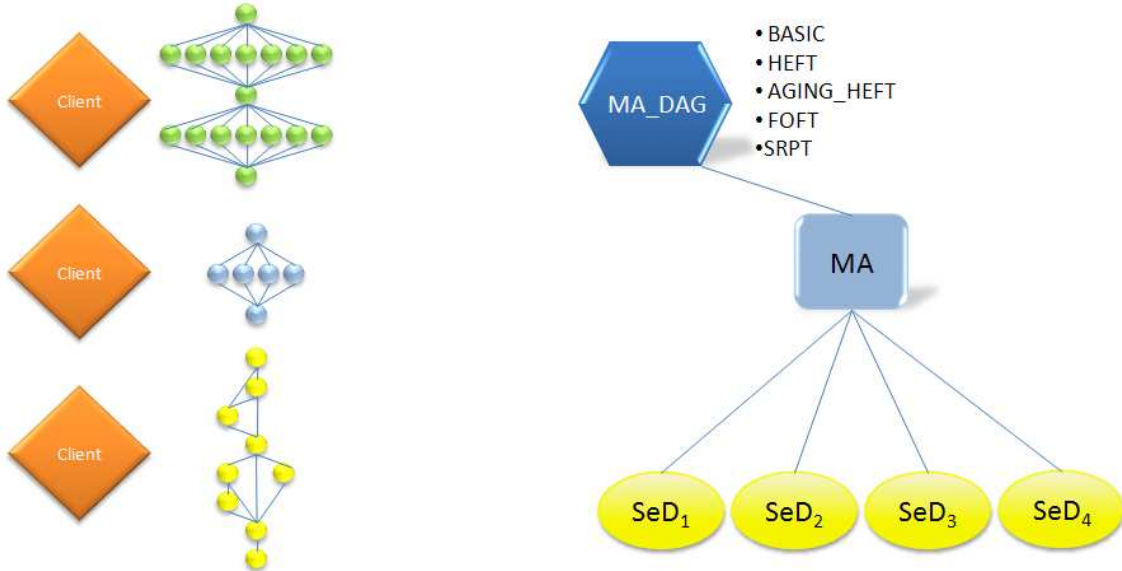 Client
Client
Client
MA_DAG
• BASIC
• HEFT
• AGING_HEFT
• FOFT
•SRPT
MA
SeD₁ SeD₂ SeD₃ SeD₄